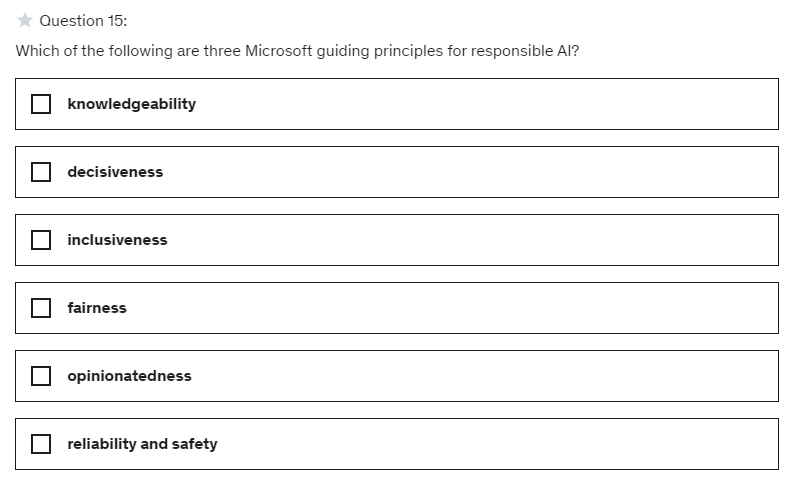 Question 15:
Which of the following are three Microsoft guiding principles for responsible AI?
knowledgeability
decisiveness
inclusiveness
fairness
opinionatedness
reliability and safety